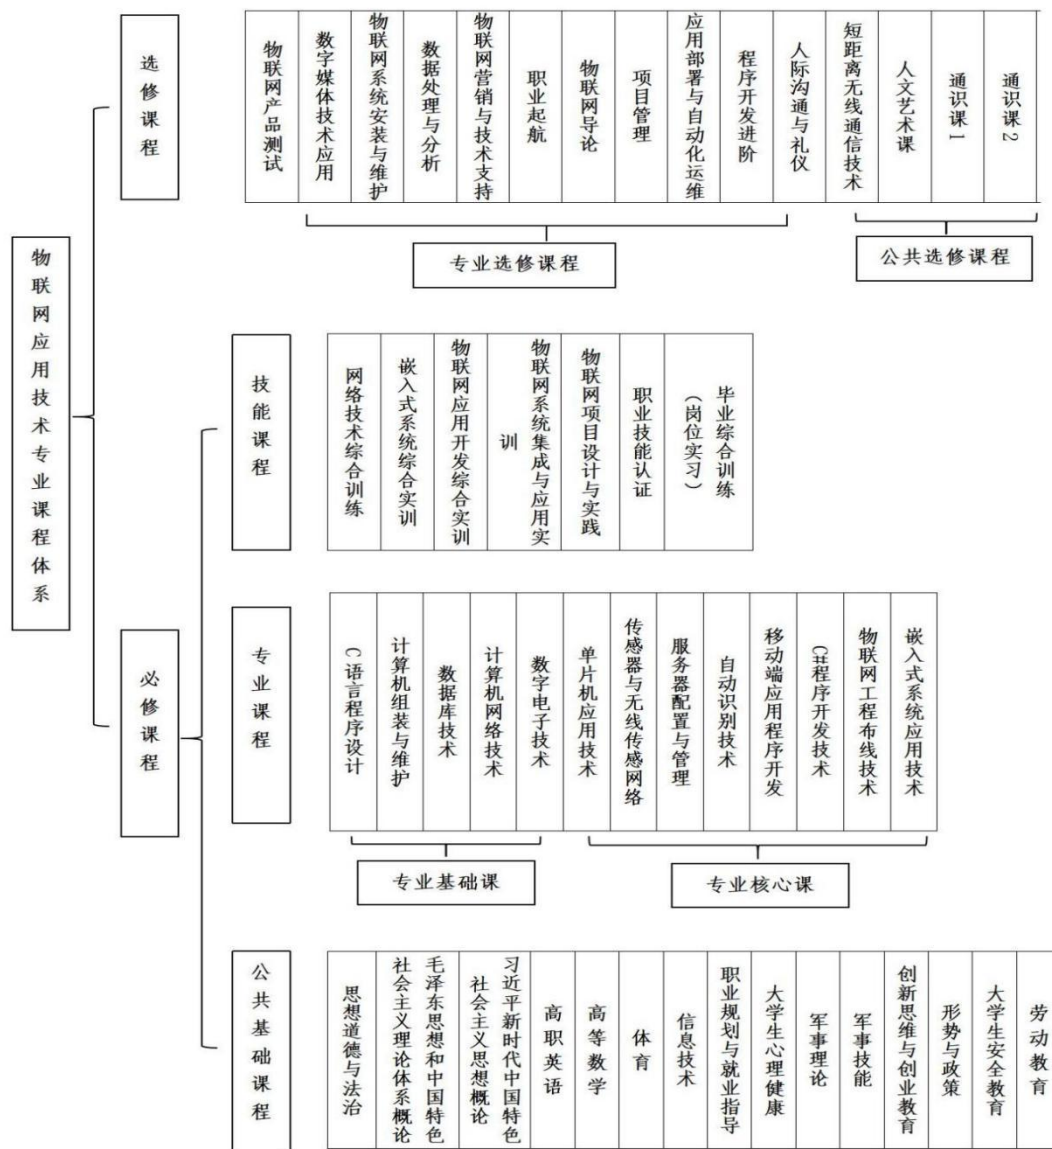 物联网应用技术专业课程体系
选修课程
物联网产品测试
数字媒体技术应用
物联网系统安装与维护
数据处理与分析
物联网营销与技术支持
职业起航
物联网导论
项目管理
应用部署与自动化运维
程序开发进阶
人际沟通与礼仪
短距离无线通信技术
人文艺术课
通识课1
通识课2
专业选修课程
公共选修课程
必修课程
技能课程
网络技术综合训练
嵌入式系统综合实训
物联网应用开发综合实训
物联网系统集成与应用实
训
物联网项目设计与实践
职业技能认证
毕业综合训练
（岗位实习）
专业课程
C语言程序设计
计算机组装与维护
数据库技术
计算机网络技术
数字电子技术
单片机应用技术
传感器与无线传感网络
服务器配置与管理
自动识别技术
移动端应用程序开发
C#程序开发技术
物联网工程布线技术
嵌入式系统应用技术
专业基础课
专业核心课
公共基础课程
思想道德与法治
毛泽东思想和中国特色
社会主义理论体系概论
习近平新时代中国特色
社会主义思想概论
高职英语
高等数学
体育
信息技术
职业规划与就业指导
大学生心理健康
军事理论
军事技能
创新思维与创业教育
形势与政策
大学生安全教育
劳动教育